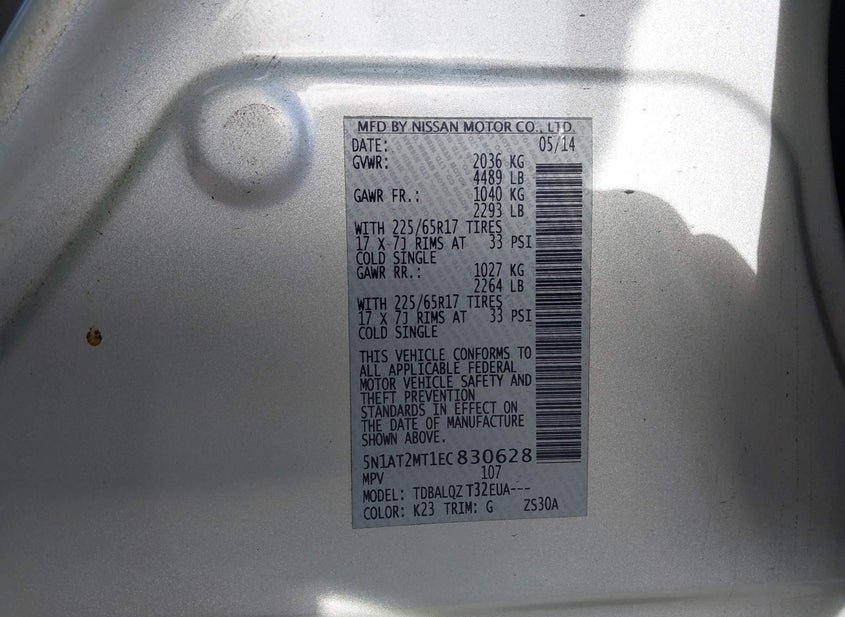 MFD BY NISSAN MOTOR CO., LTD.
DATE: 05/14
GVWR: 2036 KG
4489 LB
GAWR FR.: 1040 KG
2293 LB
WITH 225/65R17 TIRES
17 X 7J RIMS AT 33 PSI
COLD SINGLE
GAWR RR.: 1027 KG
2264 LB
WITH 225/65R17 TIRES
17 X 7J RIMS AT 33 PSI
COLD SINGLE
THIS VEHICLE CONFORMS TO
ALL APPLICABLE FEDERAL
MOTOR VEHICLE SAFETY AND
THEFT PREVENTION
STANDARDS IN EFFECT ON
THE DATE OF MANUFACTURE
SHOWN ABOVE.
5N1AT2MT1EC830628
MPV 107
MODEL: TDBALQZ T32EUA---
COLOR: K23 TRIM: G ZS30A